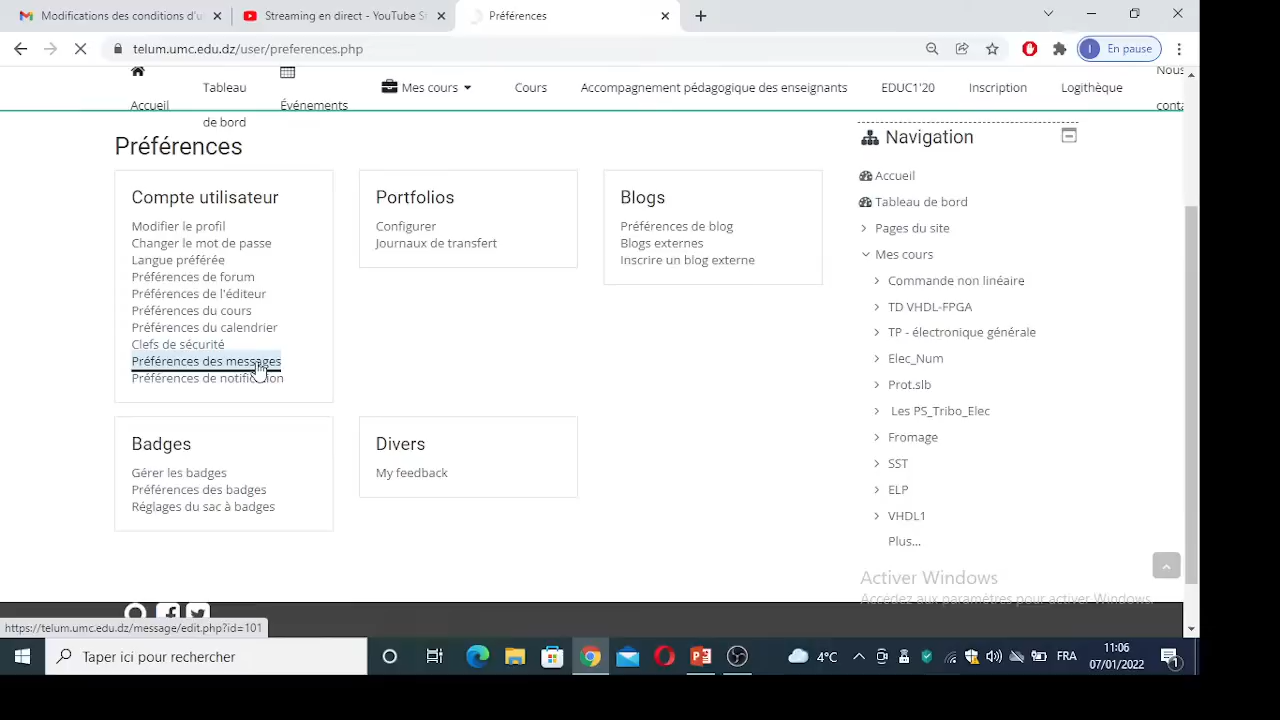 Modifications des conditions d'u
Streaming en direct - YouTube S
Préférences
telum.umc.edu.dz/user/preferences.php
En pause
Accueil
Tableau
de bord
Événements
Mes cours
Cours
Accompagnement pédagogique des enseignants
EDUC1'20
Inscription
Logithèque
Nous
conta
Préférences
Compte utilisateur
Modifier le profil
Changer le mot de passe
Langue préférée
Préférences de forum
Préférences de l'éditeur
Préférences du cours
Préférences du calendrier
Clefs de sécurité
Préférences des messages
Préférences de notification
Portfolios
Configurer
Journaux de transfert
Blogs
Préférences de blog
Blogs externes
Inscrire un blog externe
Badges
Gérer les badges
Préférences des badges
Réglages du sac à badges
Divers
My feedback
Navigation
Accueil
Tableau de bord
Pages du site
Mes cours
Commande non linéaire
TD VHDL-FPGA
TP - électronique générale
Elec_Num
Prot.slb
Les PS_Tribo_Elec
Fromage
SST
ELP
VHDL1
Plus...
Activer Windows
Accédez aux paramètres pour activer Windows.
https://telum.umc.edu.dz/message/edit.php?id=101
Taper ici pour rechercher
4°C
FRA
11:06
07/01/2022
1